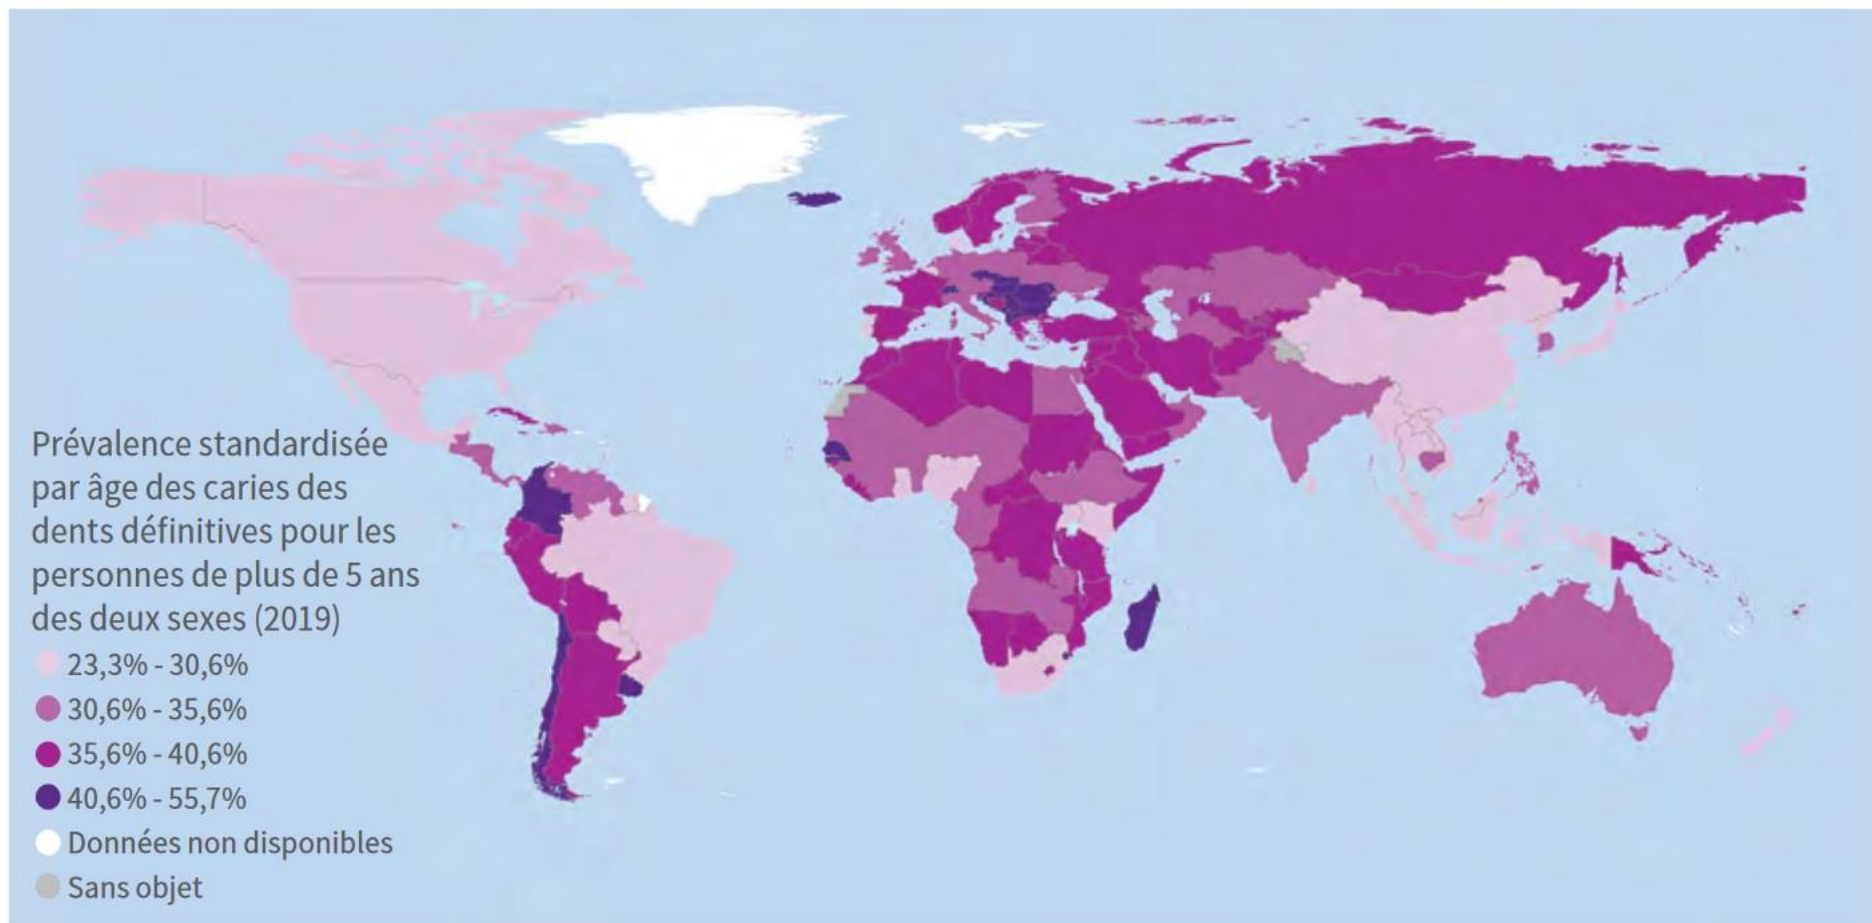 Prévalence standardisée
par âge des caries des
dents définitives pour les
personnes de plus de 5 ans
des deux sexes (2019)
23,3% - 30,6%
30,6% - 35,6%
35,6% - 40,6%
40,6% - 55,7%
Données non disponibles
Sans objet